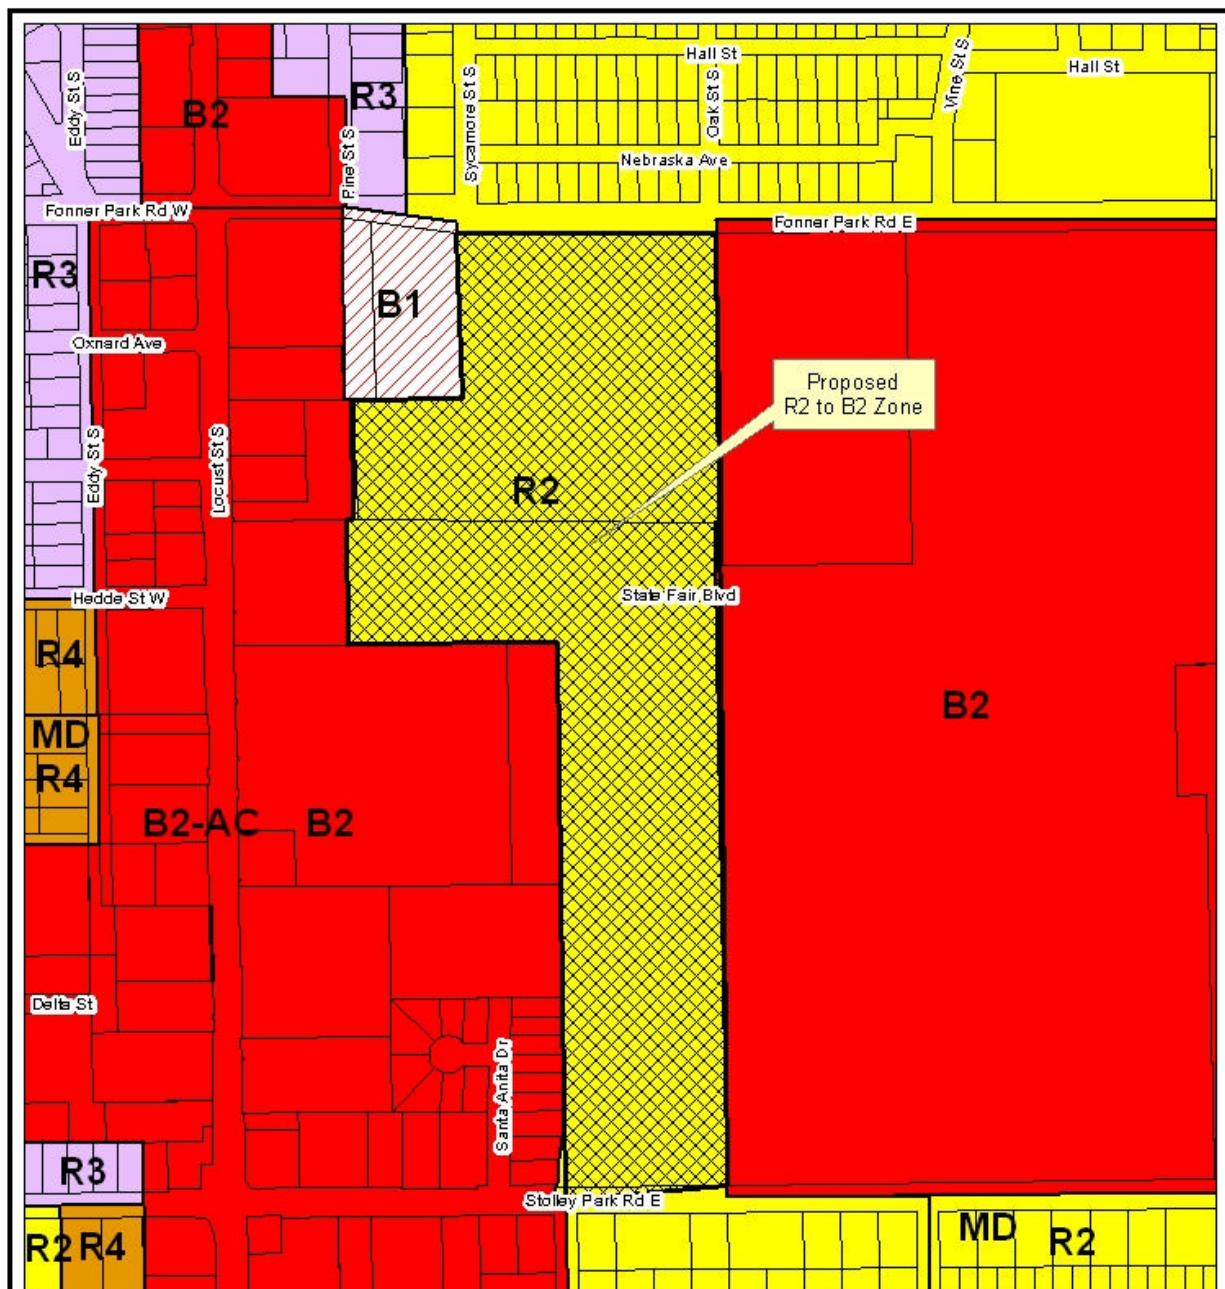 Hall St
Hall St
Eddy St S
B2
R3
Pine St S
Sycamore St S
Oak St S
Vine St S
Nebraska Ave
Fonner Park Rd W
Fonner Park Rd E
R3
B1
Oxnard Ave
Proposed
R2 to B2 Zone
Eddy St S
Locust St S
R2
Hedde St W
State Fair Blvd
R4
MD
R4
B2
B2-AC
B2
Delta St
Santa Anita Dr
R3
Stolley Park Rd E
R2
R4
MD
R2